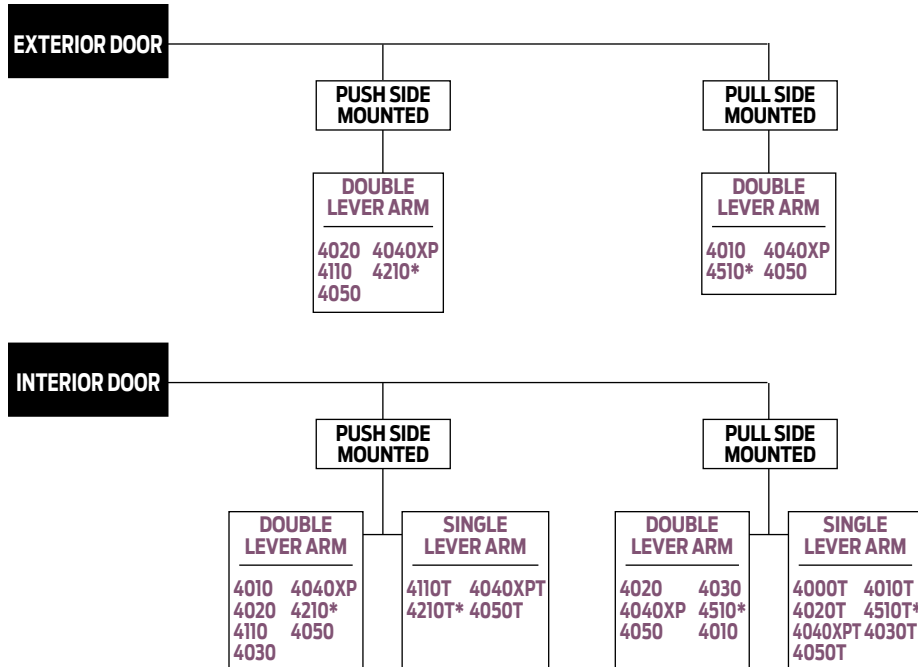 EXTERIOR DOOR
PUSH SIDE
MOUNTED
DOUBLE
LEVER ARM
4020 4040XP
4110 4210*
4050
PULL SIDE
MOUNTED
DOUBLE
LEVER ARM
4010 4040XP
4510* 4050
INTERIOR DOOR
PUSH SIDE
MOUNTED
DOUBLE
LEVER ARM
4010 4040XP
4020 4210*
4110 4050
4030
SINGLE
LEVER ARM
4110T 4040XPT
4210T* 4050T
PULL SIDE
MOUNTED
DOUBLE
LEVER ARM
4020 4030
4040XP 4510*
4050 4010
SINGLE
LEVER ARM
4000T 4010T
4020T 4510T*
4040XPT 4030T
4050T